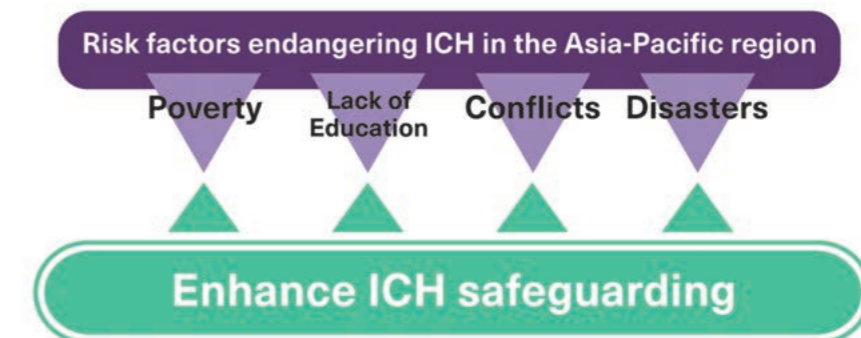 Risk factors endangering ICH in the Asia-Pacific region
Poverty
Lack of
Education
Conflicts
Disasters
Enhance ICH safeguarding